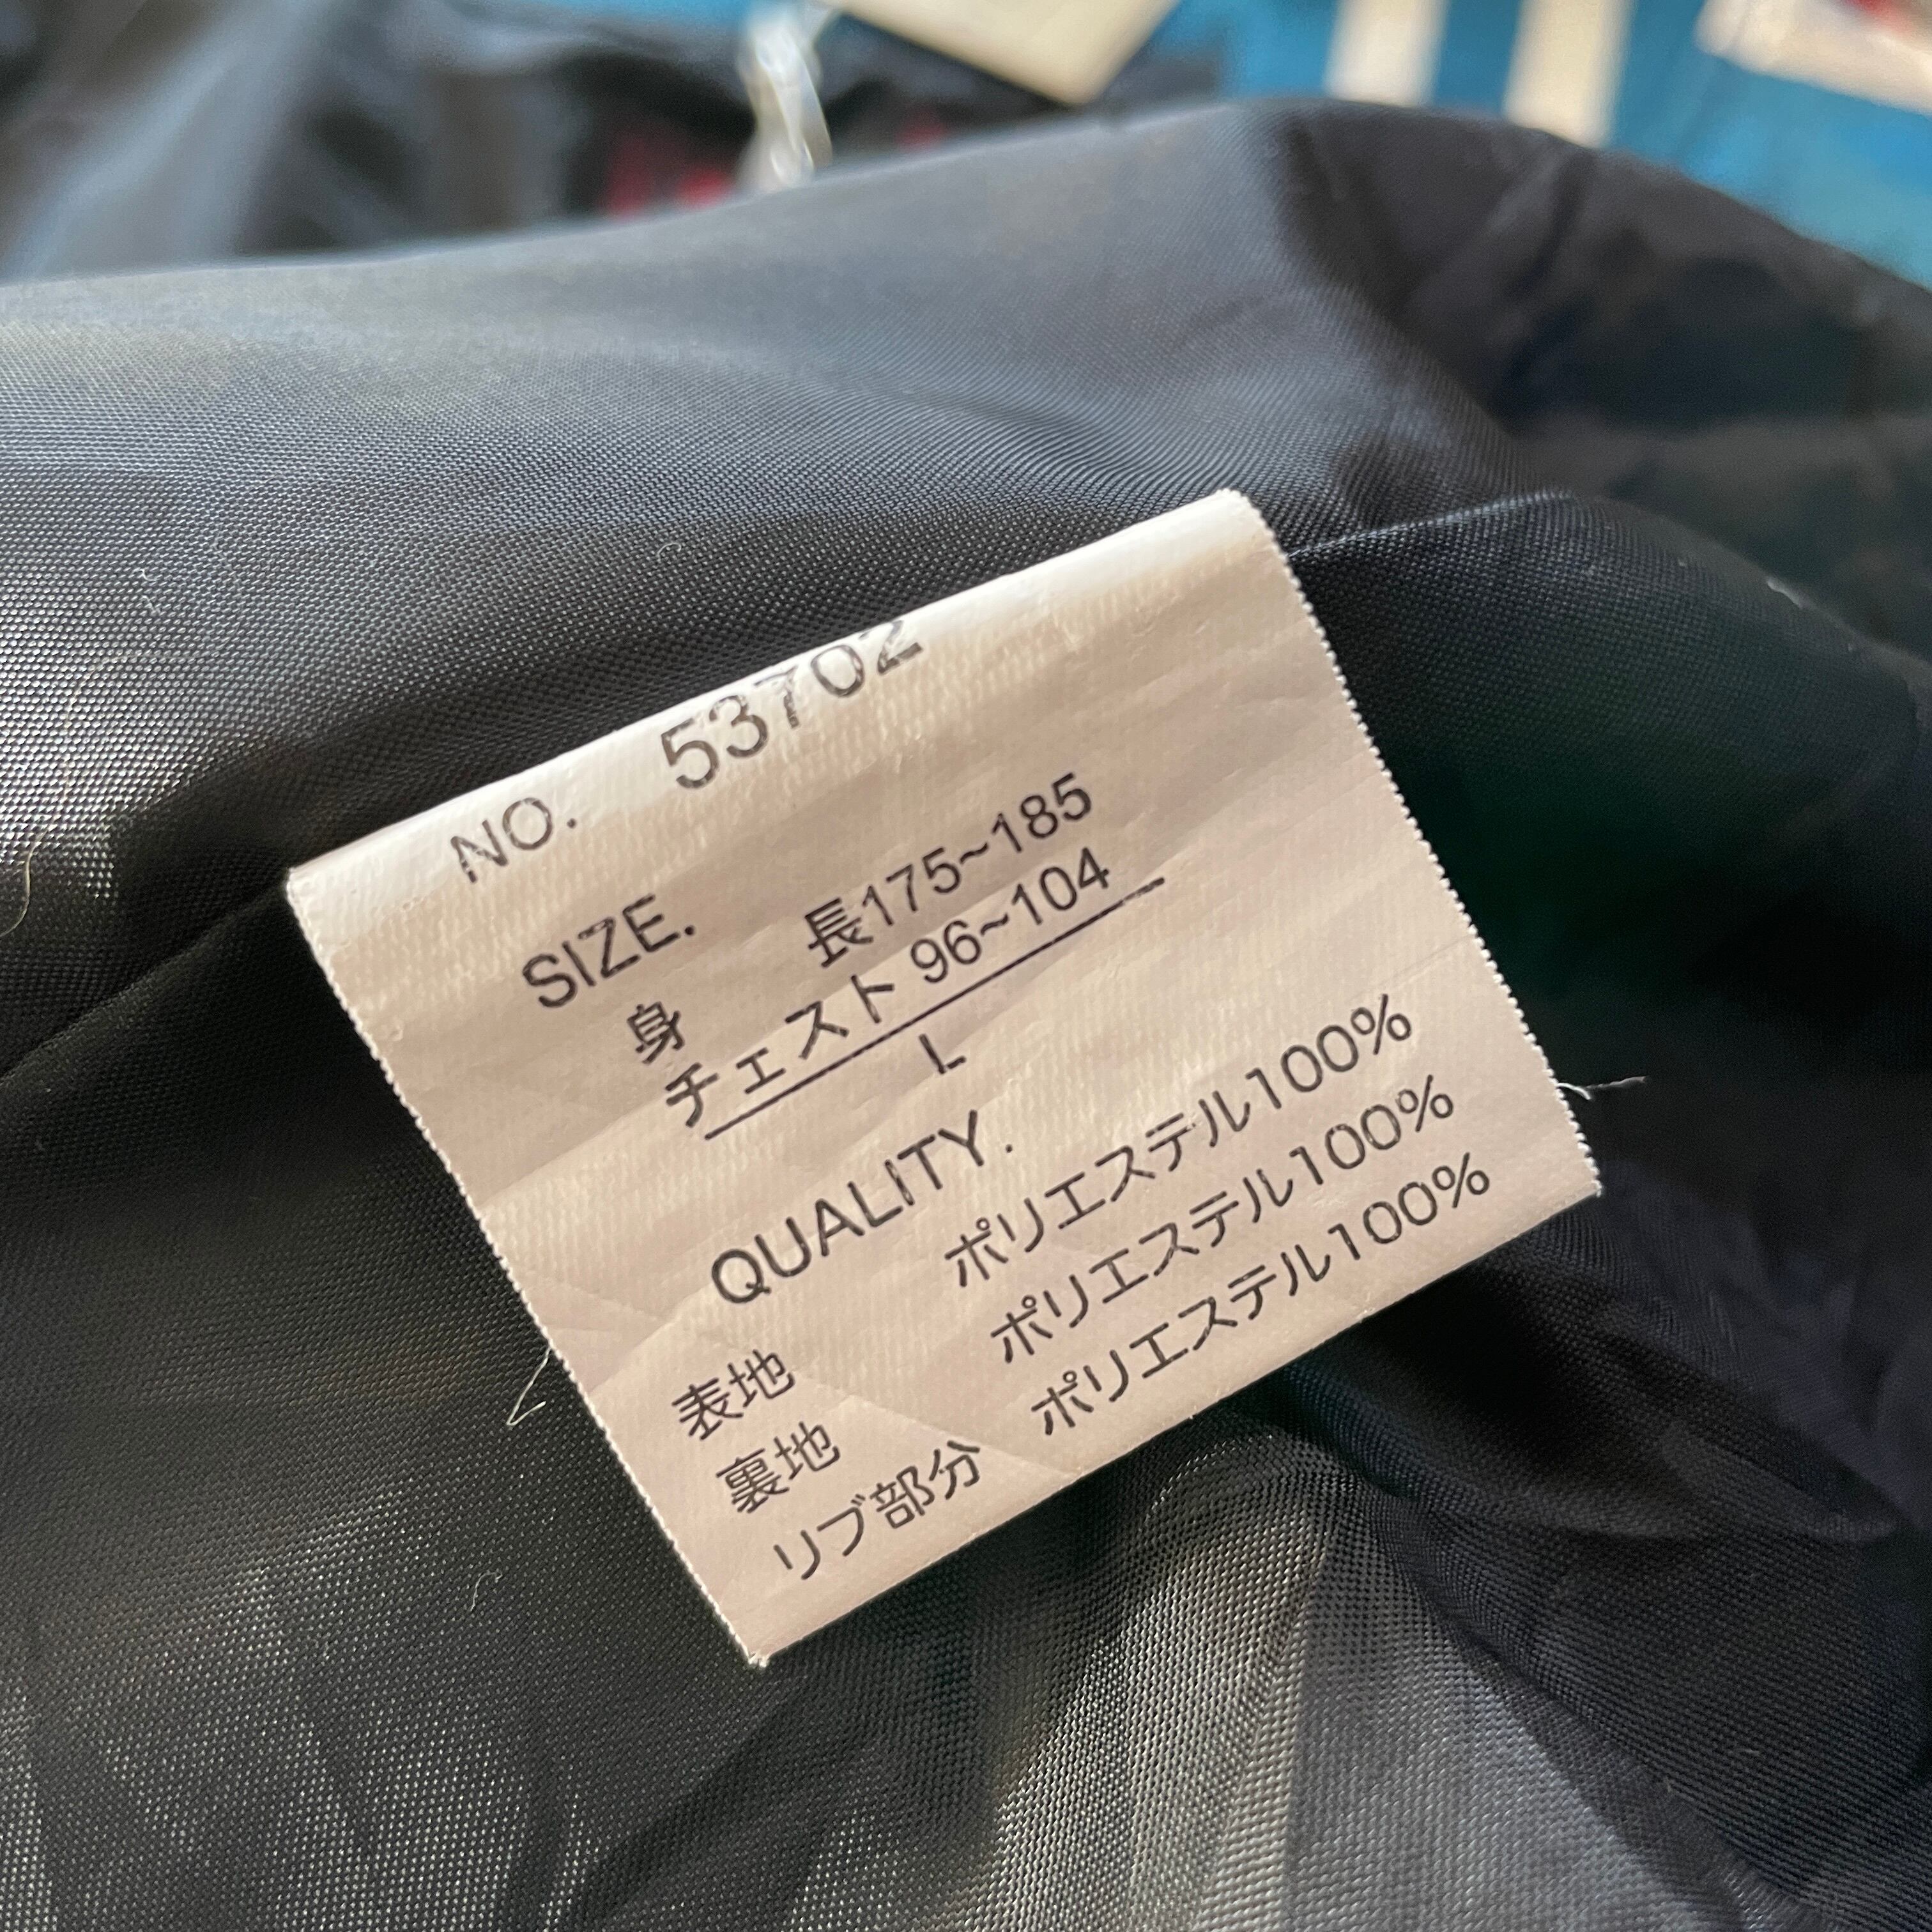 NO. 53702
SIZE.
身 長175~185
チェスト 96~104
L
QUALITY.
表地 ポリエステル100%
裏地 ポリエステル100%
リブ部分 ポリエステル100%